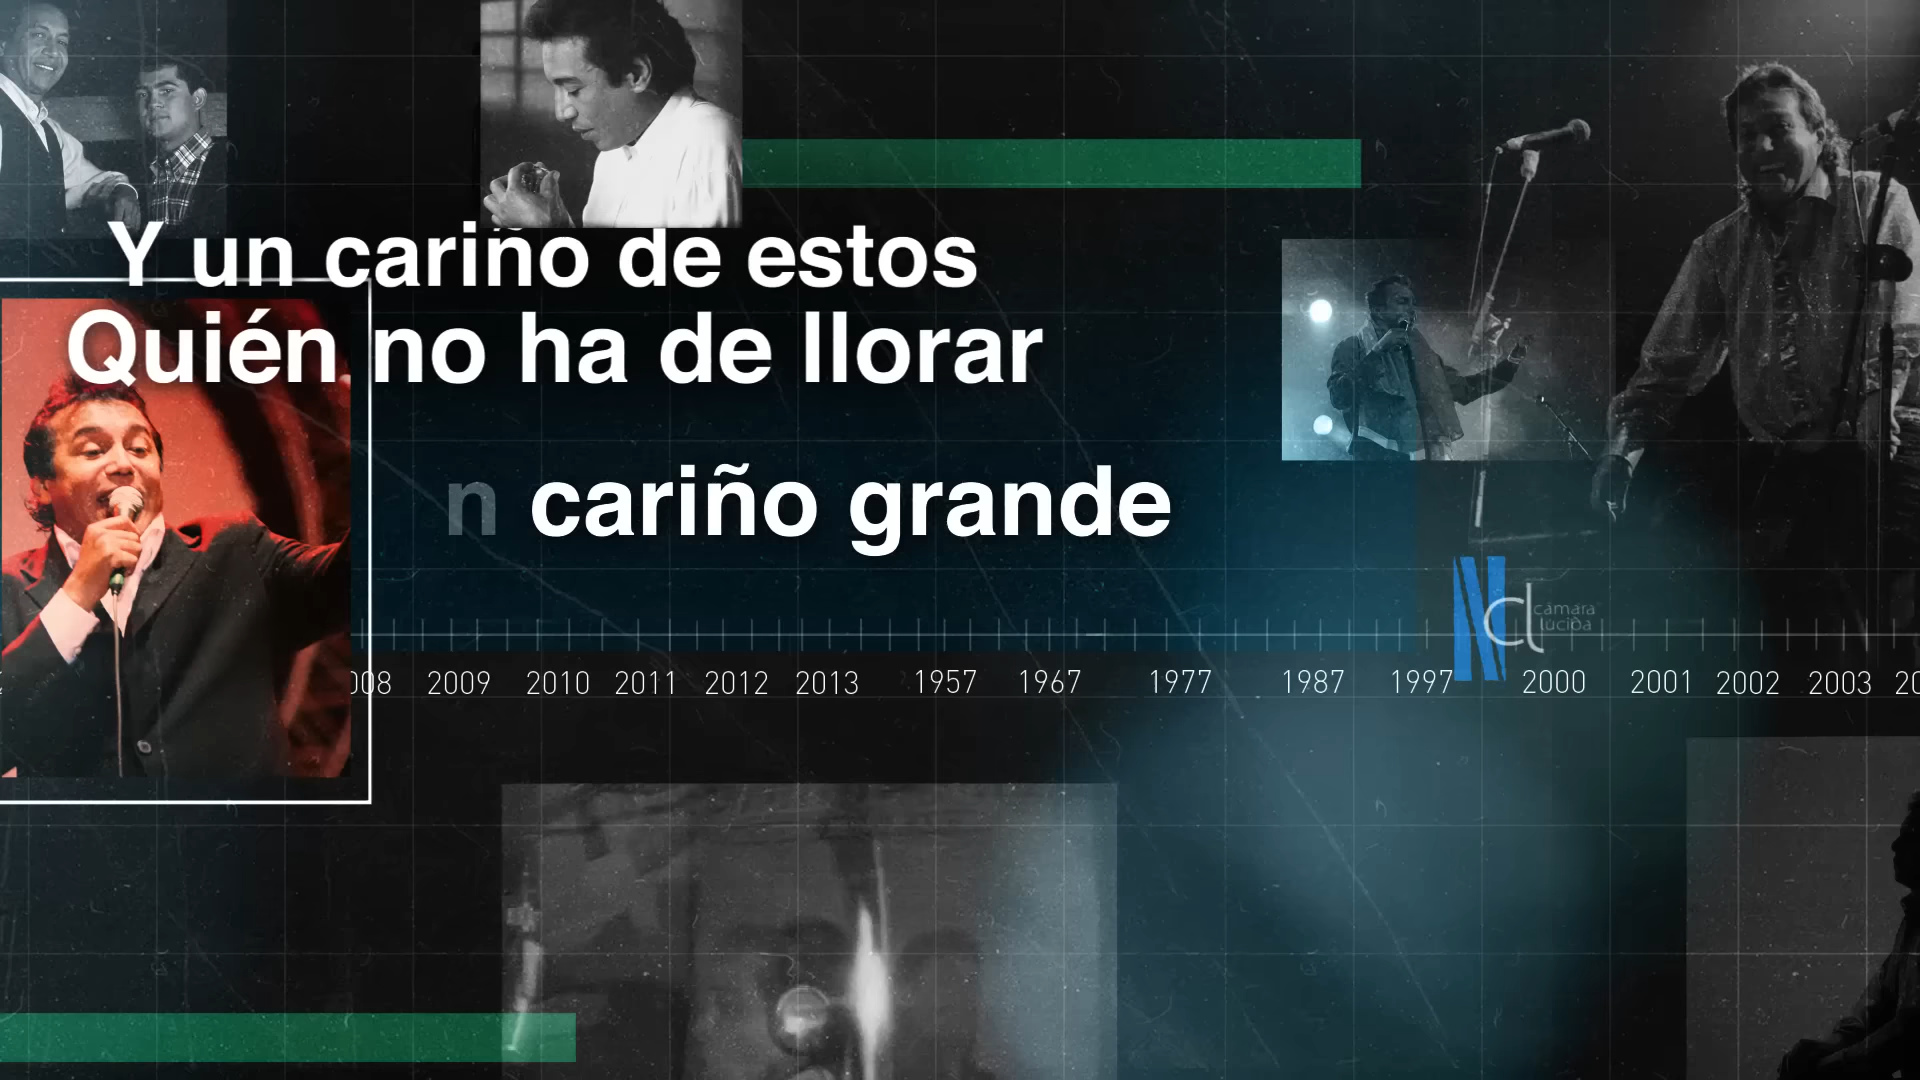 Y un cariño de estos
Quién no ha de llorar
n cariño grande
cámara
lúcida
2009 2010 2011 2012 2013 1957 1967 1977 1987 1997 2000 2001 2002 2003